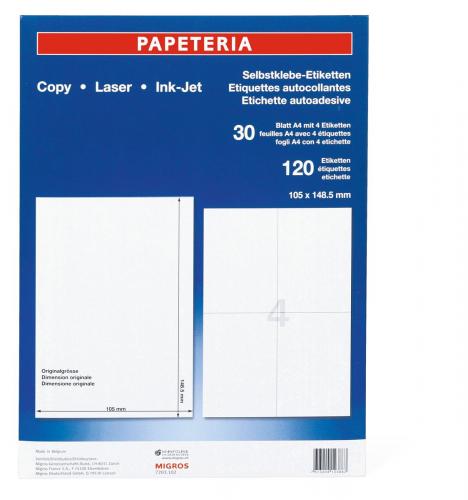 PAPETERIA
Copy • Laser • Ink-Jet
Selbstklebe-Etiketten
Etiquettes autocollantes
Etichette autoadesive
30 Blatt A4 mit 4 Etiketten
feuilles A4 avec 4 étiquettes
fogli A4 con 4 etichette
120 Etiketten
étiquettes
etichette
105 x 148.5 mm
4
148.5 mm
Originalgrösse
Dimension originale
Dimensione originale
105 mm
Made in Belgium
MIGROS
7293.102